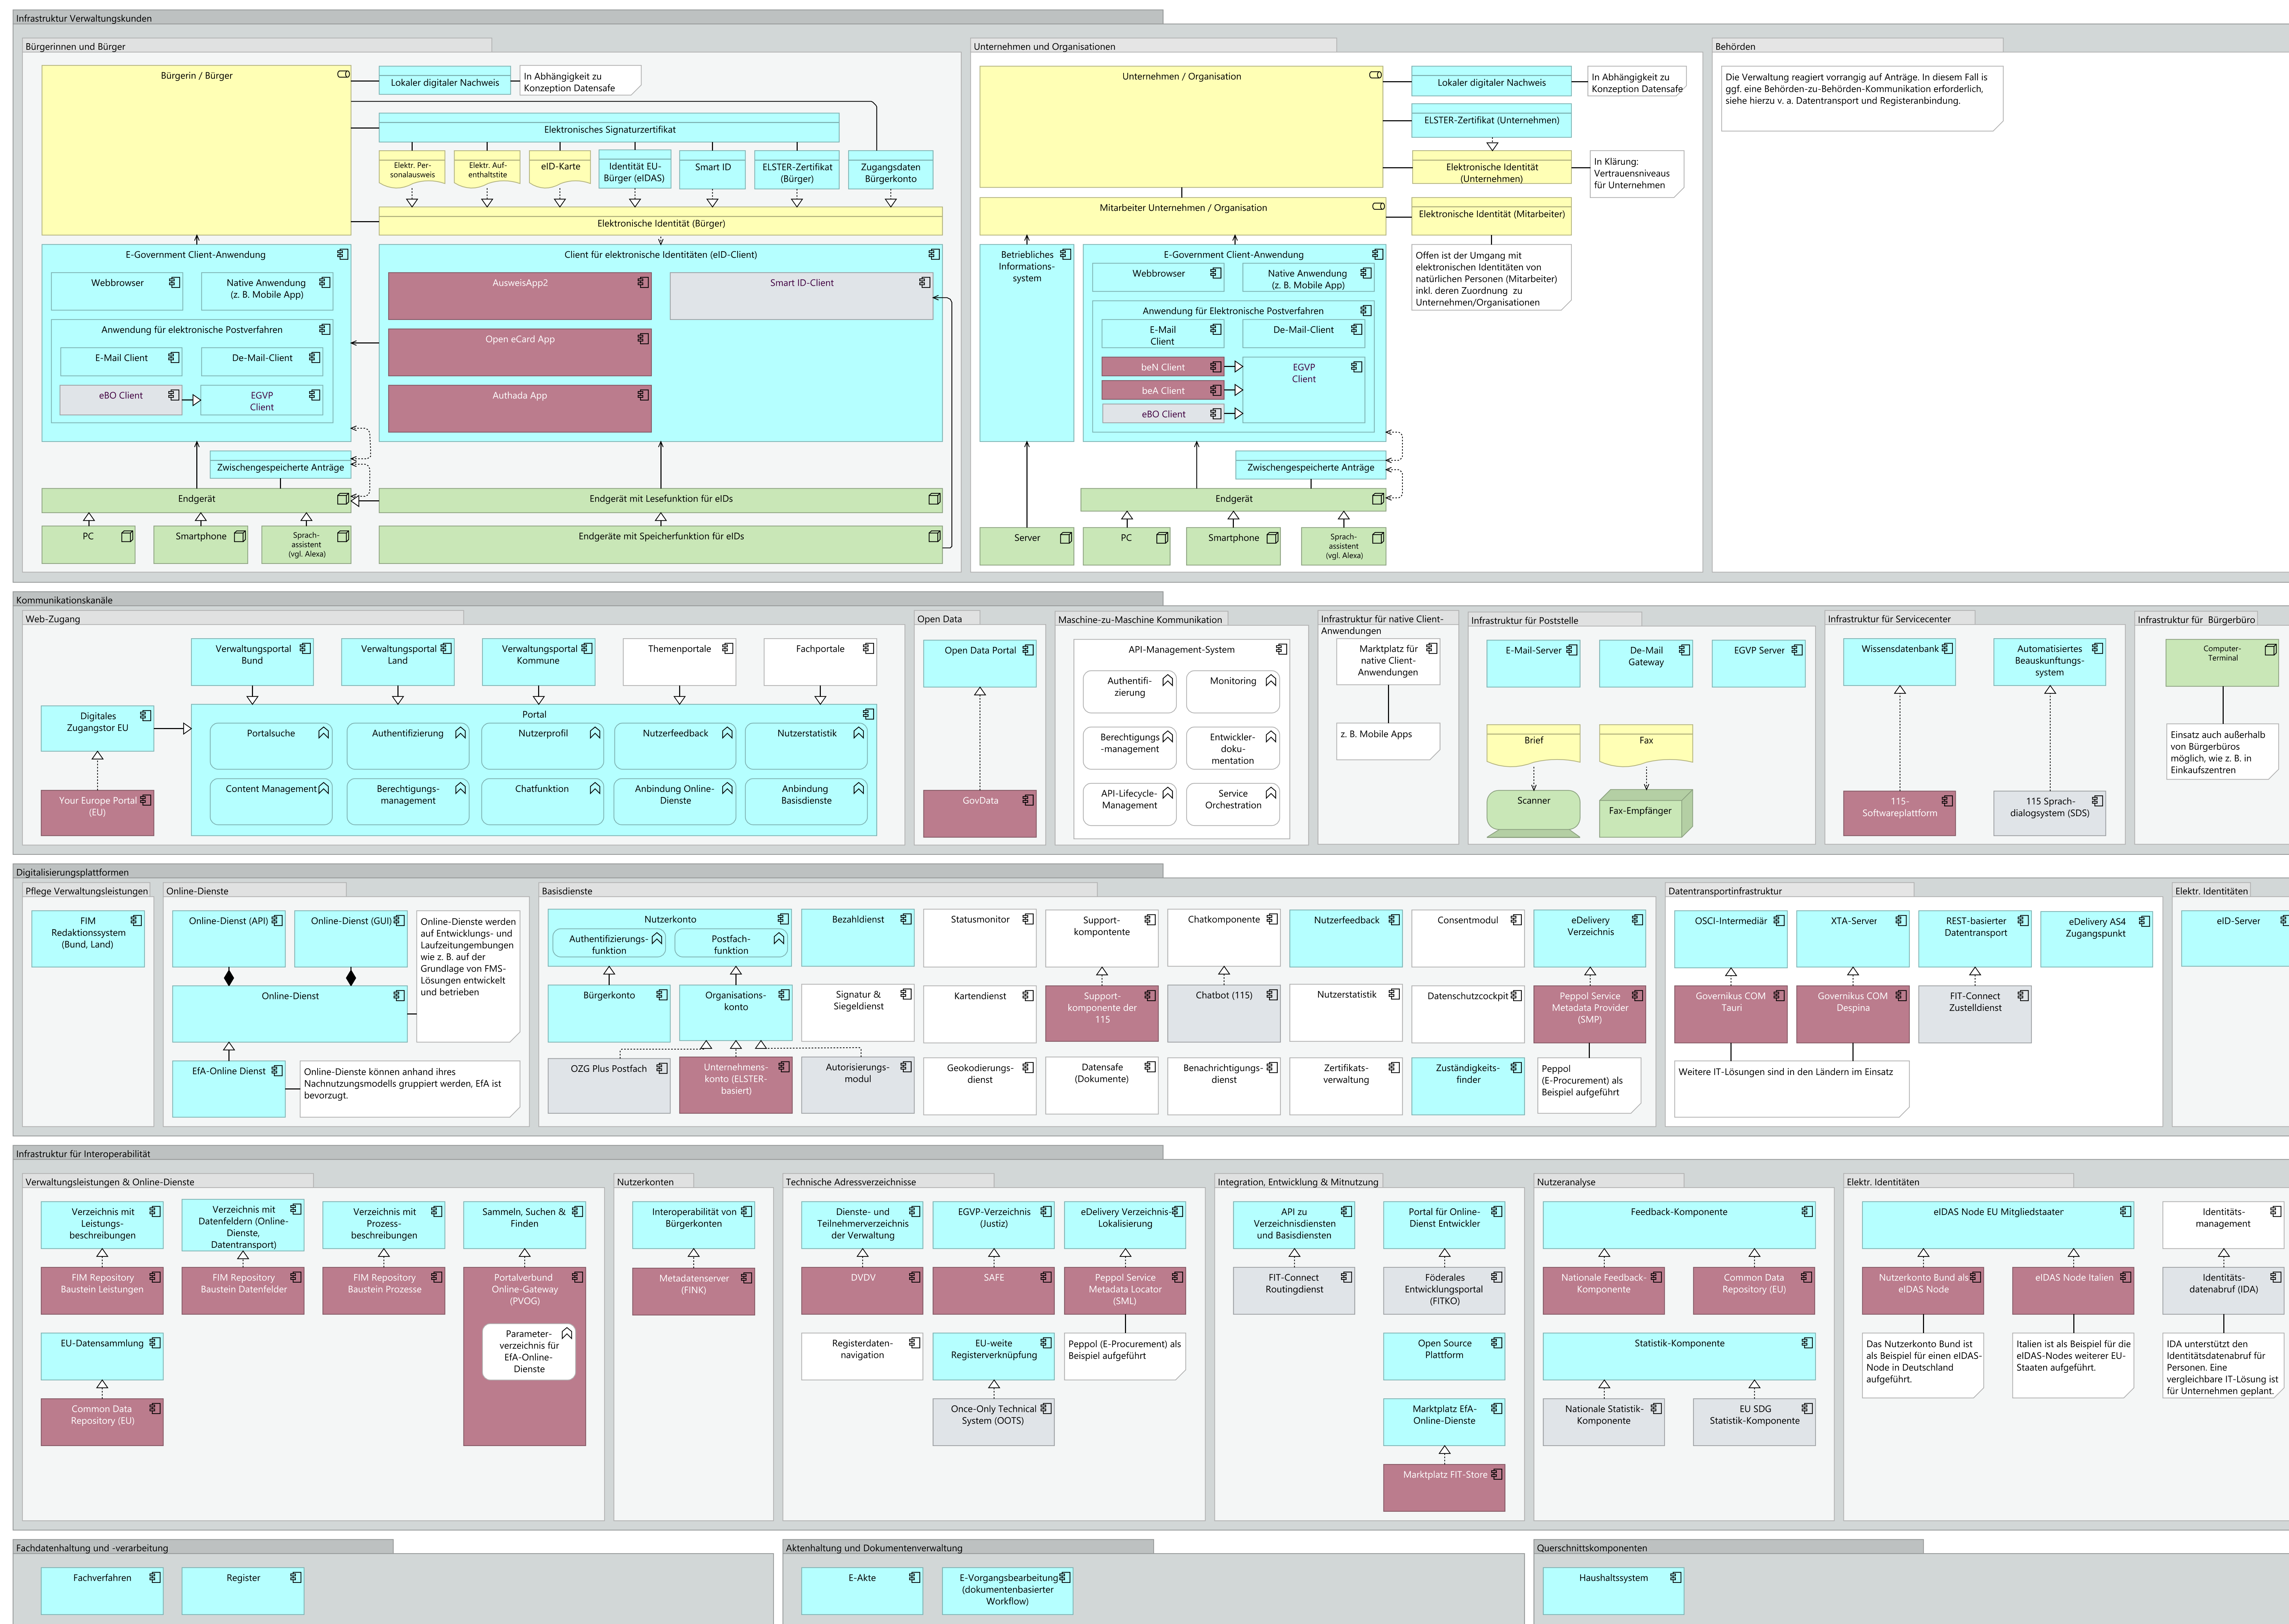 Infrastruktur Verwaltungskunden
Bürgerinnen und Bürger
Bürgerin / Bürger
Lokaler digitaler Nachweis
In Abhängigkeit zu
Konzeption Datensafe
Elektronisches Signaturzertifikat
Elektr. Per-
sonalausweis
Elektr. Auf-
enthaltstite
eID-Karte
Identität EU-
Bürger (eIDAS)
Smart ID
ELSTER-Zertifikat
(Bürger)
Zugangsdaten
Bürgerkonto
Elektronische Identität (Bürger)
E-Government Client-Anwendung
Webbrowser
Native Anwendung
(z. B. Mobile App)
Anwendung für elektronische Postverfahren
E-Mail Client
De-Mail-Client
eBO Client
EGVP
Client
Client für elektronische Identitäten (eID-Client)
AusweisApp2
Smart ID-Client
Open eCard App
Authada App
Zwischengespeicherte Anträge
Endgerät
Endgerät mit Lesefunktion für eIDs
PC
Smartphone
Sprach-
assistent
(vgl. Alexa)
Endgeräte mit Speicherfunktion für eIDs
Unternehmen und Organisationen
Unternehmen / Organisation
Lokaler digitaler Nachweis
In Abhängigkeit zu
Konzeption Datensafe
ELSTER-Zertifikat (Unternehmen)
Elektronische Identität
(Unternehmen)
In Klärung:
Vertrauensniveaus
für Unternehmen
Mitarbeiter Unternehmen / Organisation
Elektronische Identität (Mitarbeiter)
Offen ist der Umgang mit
elektronischen Identitäten von
natürlichen Personen (Mitarbeiter)
inkl. deren Zuordnung zu
Unternehmen/Organisationen
Betriebliches
Informations-
system
E-Government Client-Anwendung
Webbrowser
Native Anwendung
(z. B. Mobile App)
Anwendung für Elektronische Postverfahren
E-Mail
Client
De-Mail-Client
beN Client
beA Client
eBO Client
EGVP
Client
Zwischengespeicherte Anträge
Endgerät
Server
PC
Smartphone
Sprach-
assistent
(vgl. Alexa)
Behörden
Die Verwaltung reagiert vorrangig auf Anträge. In diesem Fall is
ggf. eine Behörden-zu-Behörden-Kommunikation erforderlich,
siehe hierzu v. a. Datentransport und Registeranbindung.
Kommunikationskanäle
Web-Zugang
Verwaltungsportal
Bund
Verwaltungsportal
Land
Verwaltungsportal
Kommune
Themenportale
Fachportale
Digitales
Zugangstor EU
Your Europe Portal
(EU)
Portal
Portalsuche
Authentifizierung
Nutzerprofil
Nutzerfeedback
Nutzerstatistik
Content Management
Berechtigungs-
management
Chatfunktion
Anbindung Online-
Dienste
Anbindung
Basisdienste
Open Data
Open Data Portal
GovData
Maschine-zu-Maschine Kommunikation
API-Management-System
Authentifi-
zierung
Monitoring
Berechtigungs
-management
Entwickler-
doku-
mentation
API-Lifecycle-
Management
Service
Orchestration
Infrastruktur für native Client-
Anwendungen
Marktplatz für
native Client-
Anwendungen
z. B. Mobile Apps
Infrastruktur für Poststelle
E-Mail-Server
De-Mail
Gateway
EGVP Server
Brief
Fax
Scanner
Fax-Empfänger
Infrastruktur für Servicecenter
Wissensdatenbank
Automatisiertes
Beauskunftungs-
system
115-
Softwareplattform
115 Sprach-
dialogsystem (SDS)
Infrastruktur für Bürgerbüro
Computer-
Terminal
Einsatz auch außerhalb
von Bürgerbüros
möglich, wie z. B. in
Einkaufszentren
Digitalisierungsplattformen
Pflege Verwaltungsleistungen
FIM
Redaktionssystem
(Bund, Land)
Online-Dienste
Online-Dienst (API)
Online-Dienst (GUI)
Online-Dienste werden
auf Entwicklungs- und
Laufzeitungembungen
wie z. B. auf der
Grundlage von FMS-
Lösungen entwickelt
und betrieben
Online-Dienst
EfA-Online Dienst
Online-Dienste können anhand ihres
Nachnutzungsmodells gruppiert werden, EfA ist
bevorzugt.
Basisdienste
Nutzerkonto
Authentifizierungs-
funktion
Postfach-
funktion
Bezahldienst
Statusmonitor
Support-
kompontente
Chatkomponente
Nutzerfeedback
Consentmodul
eDelivery
Verzeichnis
Bürgerkonto
Organisations-
konto
Signatur &
Siegeldienst
Kartendienst
Support-
komponente der
115
Chatbot (115)
Nutzerstatistik
Datenschutzcockpit
Peppol Service
Metadata Provider
(SMP)
OZG Plus Postfach
Unternehmens-
konto (ELSTER-
basiert)
Autorisierungs-
modul
Geokodierungs-
dienst
Datensafe
(Dokumente)
Benachrichtigungs-
dienst
Zertifikats-
verwaltung
Zuständigkeits-
finder
Peppol
(E-Procurement) als
Beispiel aufgeführt
Datentransportinfrastruktur
OSCI-Intermediär
XTA-Server
REST-basierter
Datentransport
eDelivery AS4
Zugangspunkt
Governikus COM
Tauri
Governikus COM
Despina
FIT-Connect
Zustelldienst
Weitere IT-Lösungen sind in den Ländern im Einsatz
Elektr. Identitäten
eID-Server
Infrastruktur für Interoperabilität
Verwaltungsleistungen & Online-Dienste
Verzeichnis mit
Leistungs-
beschreibungen
Verzeichnis mit
Datenfeldern (Online-
Dienste,
Datentransport)
Verzeichnis mit
Prozess-
beschreibungen
Sammeln, Suchen &
Finden
FIM Repository
Baustein Leistungen
FIM Repository
Baustein Datenfelder
FIM Repository
Baustein Prozesse
Portalverbund
Online-Gateway
(PVOG)
Parameter-
verzeichnis für
EfA-Online-
Dienste
EU-Datensammlung
Common Data
Repository (EU)
Nutzerkonten
Interoperabilität von
Bürgerkonten
Metadatenserver
(FINK)
Technische Adressverzeichnisse
Dienste- und
Teilnehmerverzeichnis
der Verwaltung
EGVP-Verzeichnis
(Justiz)
eDelivery Verzeichnis-
Lokalisierung
DVDV
SAFE
Peppol Service
Metadata Locator
(SML)
Registerdaten-
navigation
EU-weite
Registerverknüpfung
Peppol (E-Procurement) als
Beispiel aufgeführt
Once-Only Technical
System (OOTS)
Integration, Entwicklung & Mitnutzung
API zu
Verzeichnisdiensten
und Basisdiensten
Portal für Online-
Dienst Entwickler
FIT-Connect
Routingdienst
Föderales
Entwicklungsportal
(FITKO)
Open Source
Plattform
Marktplatz EfA-
Online-Dienste
Marktplatz FIT-Store
Nutzeranalyse
Feedback-Komponente
Nationale Feedback-
Komponente
Common Data
Repository (EU)
Statistik-Komponente
Nationale Statistik-
Komponente
EU SDG
Statistik-Komponente
Elektr. Identitäten
eIDAS Node EU Mitgliedstaater
Identitäts-
management
Nutzerkonto Bund als
eIDAS Node
eIDAS Node Italien
Identitäts-
datenabruf (IDA)
Das Nutzerkonto Bund ist
als Beispiel für einen eIDAS-
Node in Deutschland
aufgeführt.
Italien ist als Beispiel für die
eIDAS-Nodes weiterer EU-
Staaten aufgeführt.
IDA unterstützt den
Identitätsdatenabruf für
Personen. Eine
vergleichbare IT-Lösung ist
für Unternehmen geplant.
Fachdatenhaltung und -verarbeitung
Fachverfahren
Register
Aktenhaltung und Dokumentenverwaltung
E-Akte
E-Vorgangsbearbeitung
(dokumentenbasierter
Workflow)
Querschnittskomponenten
Haushaltssystem